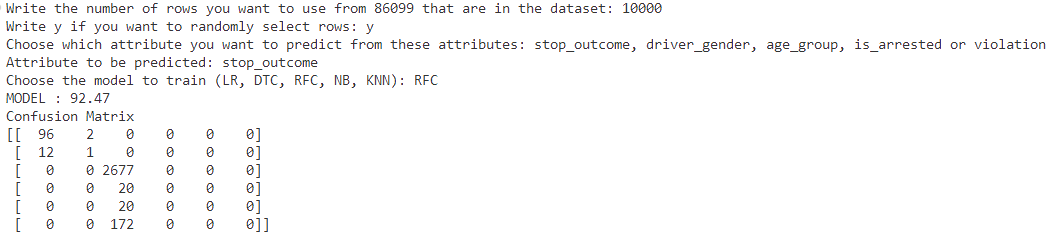 Write the number of rows you want to use from 86099 that are in the dataset: 10000
Write y if you want to randomly select rows: y
Choose which attribute you want to predict from these attributes: stop_outcome, driver_gender, age_group, is_arrested or violation
Attribute to be predicted: stop_outcome
Choose the model to train (LR, DTC, RFC, NB, KNN): RFC
MODEL : 92.47
Confusion Matrix
[[  96    2    0    0    0    0]
 [  12    1    0    0    0    0]
 [   0    0 2677    0    0    0]
 [   0    0   20    0    0    0]
 [   0    0   20    0    0    0]
 [   0    0  172    0    0    0]]